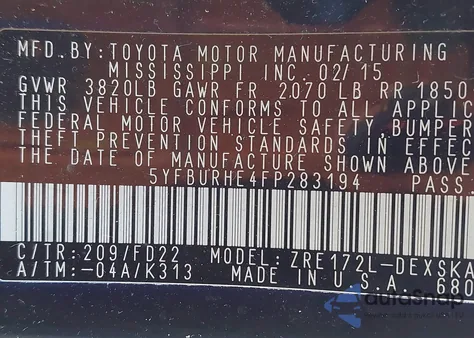 MFD. BY: TOYOTA MOTOR MANUFACTURING
MISSISSIPPI INC. 02/15
GVWR 3820LB GAWR FR 2070 LB RR 1850
THIS VEHICLE CONFORMS TO ALL APPLIC
FEDERAL MOTOR VEHICLE SAFETY, BUMPER
THEFT PREVENTION STANDARDS IN EFFEC
THE DATE OF MANUFACTURE SHOWN ABOVE
5YFBURHE4FP283194 PASS
C/TR: 209/FD22 MODEL: ZRE172L-DEXSKA
A/TM: -04A/K313 MADE IN U.S.A. 680
autoSnap